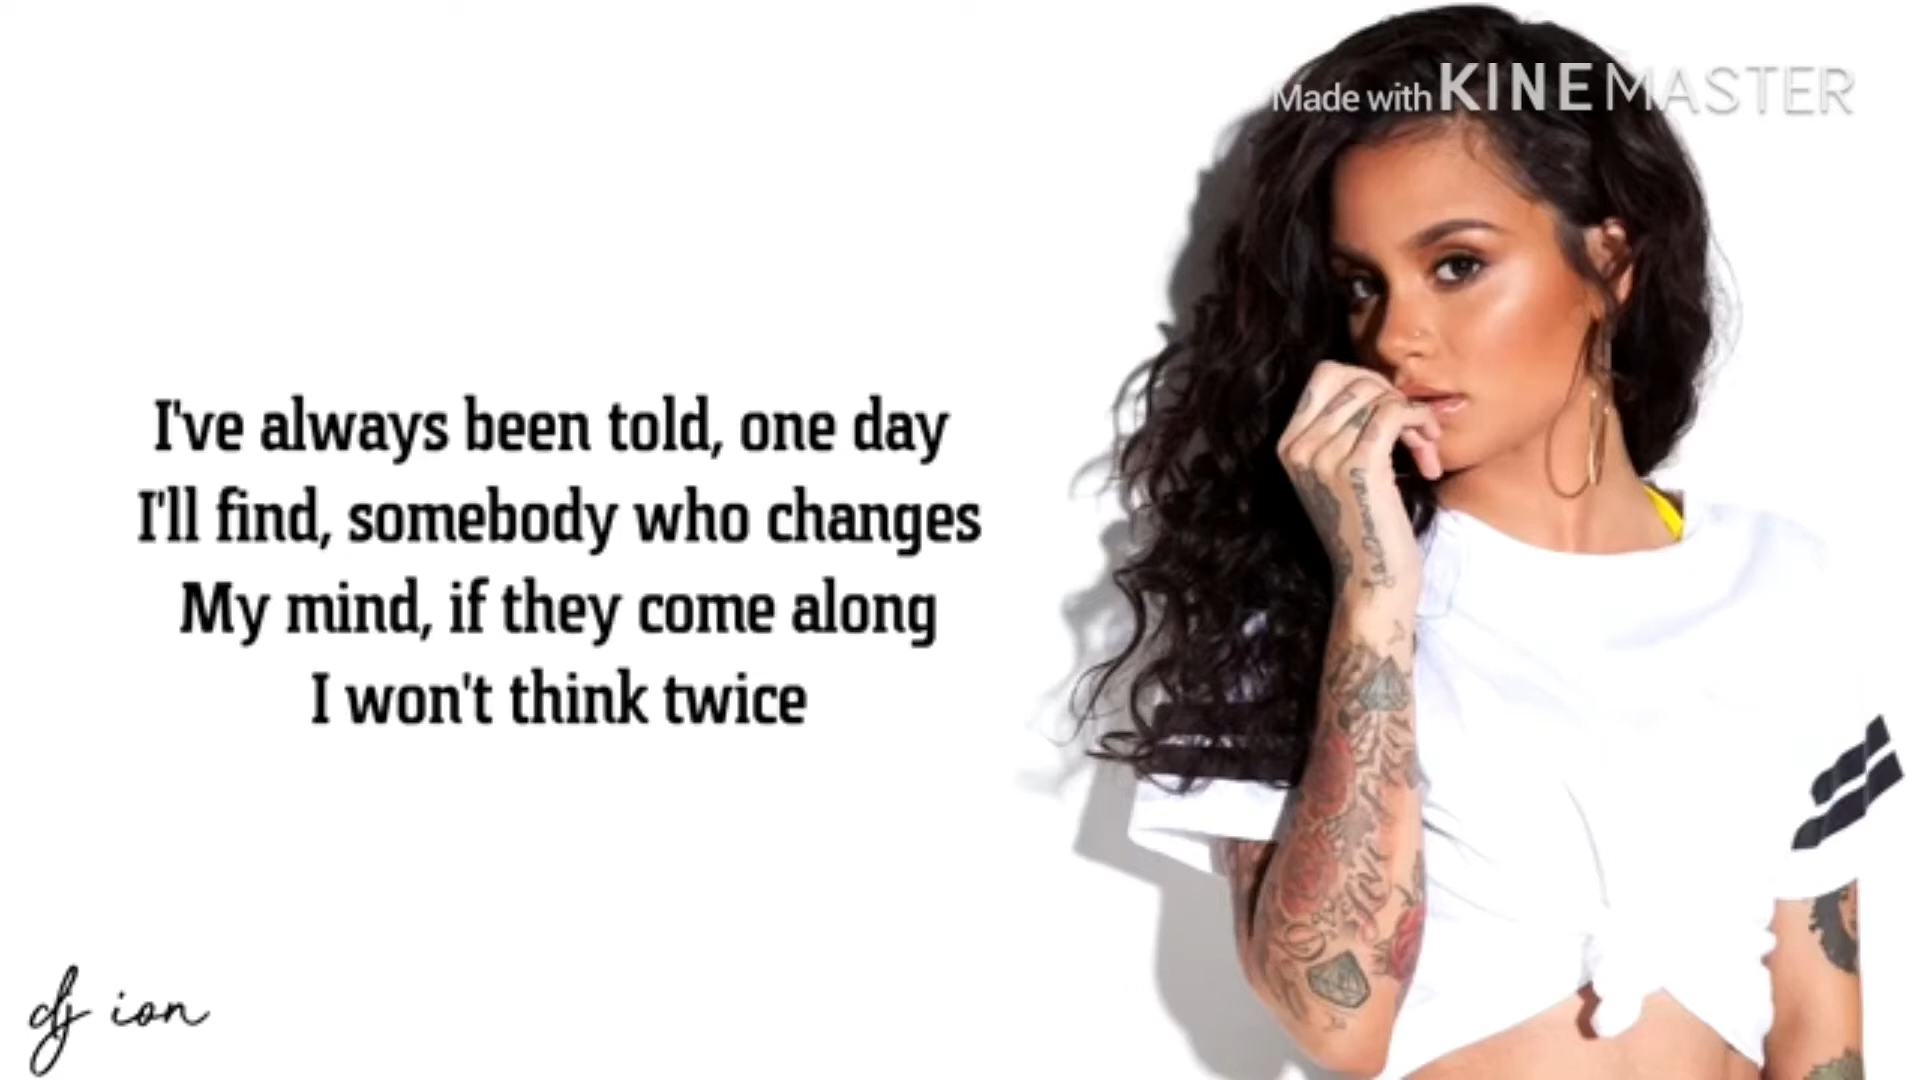 Made with KINEMASTER
I've always been told, one day
I'll find, somebody who changes
My mind, if they come along
I won't think twice
dj ion